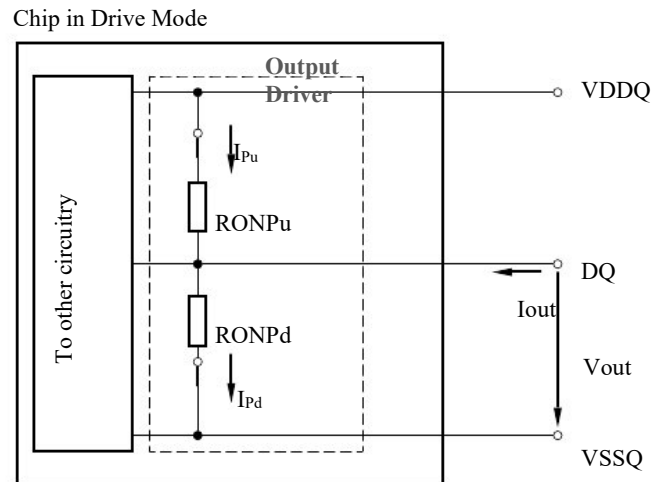 Chip in Drive Mode
Output
Driver
VDDQ
IPu
RONPu
To other circuitry
DQ
Iout
RONPd
Vout
IPd
VSSQ